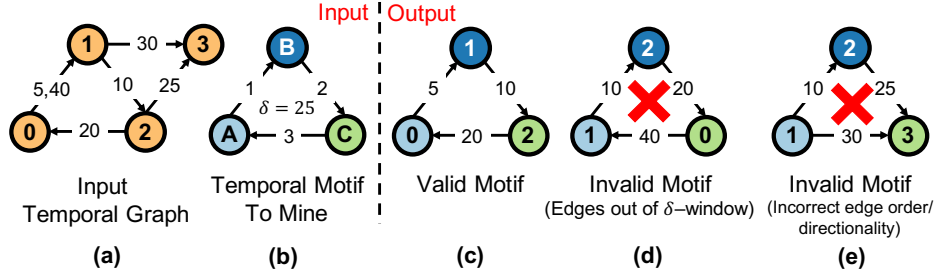 Input
Output
1
30
3
5,40
10
25
0
20
2
B
1
2
δ = 25
A
3
C
1
5
10
0
20
2
2
10
20
1
40
0
2
10
25
1
30
3
Input
Temporal Graph
Temporal Motif
To Mine
Valid Motif
Invalid Motif
(Edges out of δ–window)
Invalid Motif
(Incorrect edge order/
directionality)
(a)
(b)
(c)
(d)
(e)